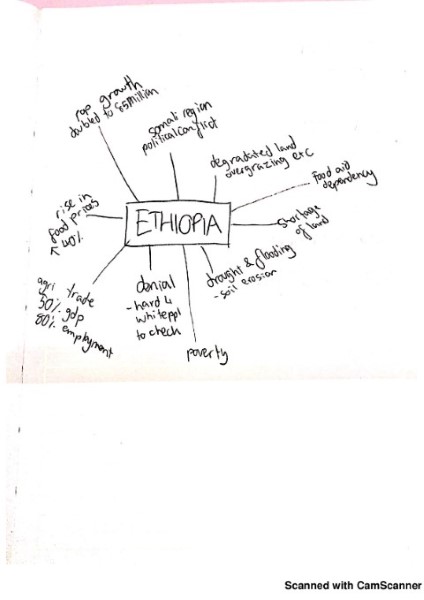 pop growth
dubled to 85million
somali region
political conflict
degradated land
overgrazing etc
Food aid
dependency
shortage
of land
drought & flooding
- soil erosion
poverty
denial
- hard 4
white ppl
to check
agri trade
50% gdp
80% employment
rise in
food prices
↑ 40%
ETHIOPIA
Scanned with CamScanner